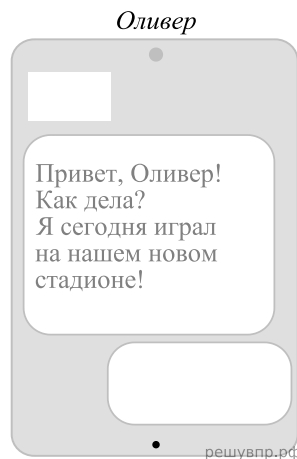 Оливер
Привет, Оливер!
Как дела?
Я сегодня играл
на нашем новом
стадионе!
решувпр.рф